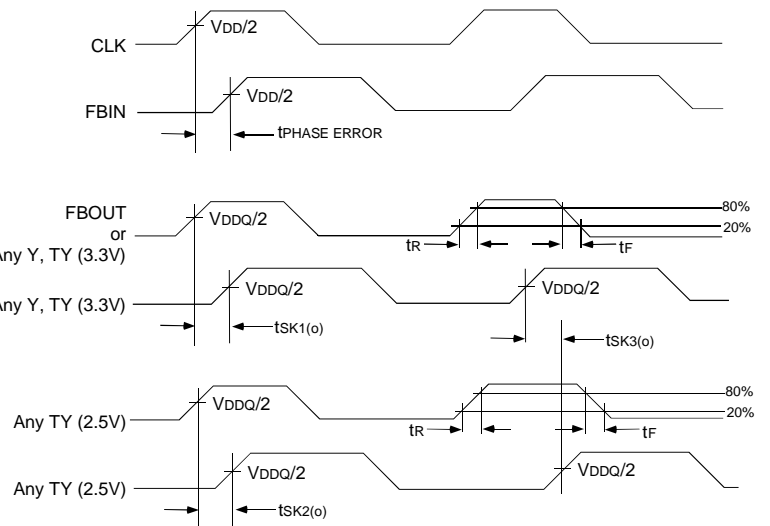 CLK
VDD/2
FBIN
VDD/2
tPHASE ERROR
FBOUT
or
Any Y, TY (3.3V)
VDDQ/2
80%
20%
tR
tF
Any Y, TY (3.3V)
VDDQ/2
VDDQ/2
tSK1(o)
tSK3(o)
Any TY (2.5V)
VDDQ/2
80%
20%
tR
tF
Any TY (2.5V)
VDDQ/2
VDDQ/2
tSK2(o)